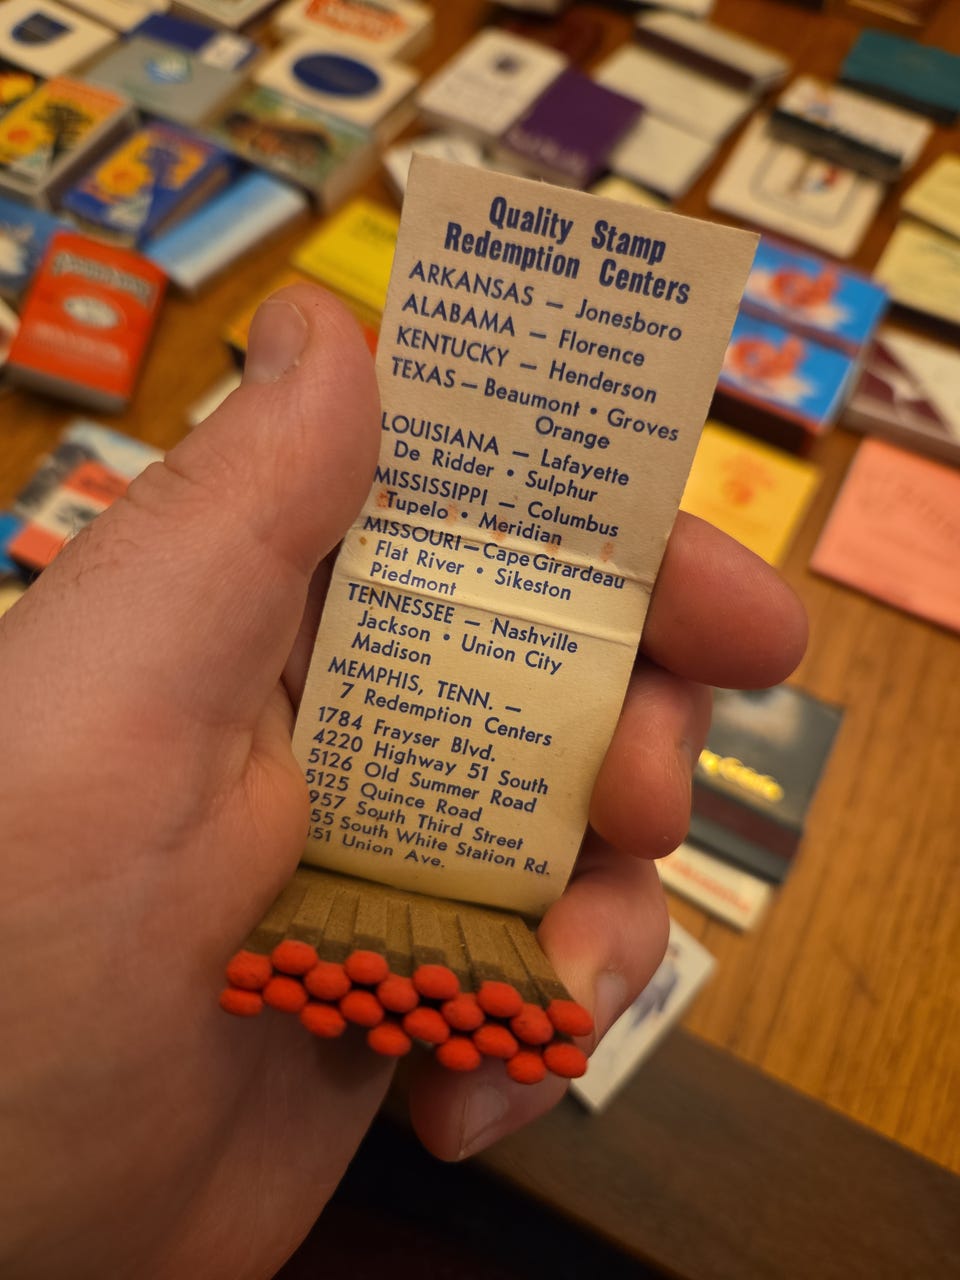 Quality Stamp
Redemption Centers
ARKANSAS — Jonesboro
ALABAMA — Florence
KENTUCKY — Henderson
TEXAS — Beaumont • Groves
Orange
LOUISIANA — Lafayette
De Ridder • Sulphur
MISSISSIPPI — Columbus
Tupelo • Meridian
MISSOURI — Cape Girardeau
Flat River • Sikeston
Piedmont
TENNESSEE — Nashville
Jackson • Union City
Madison
MEMPHIS, TENN. —
7 Redemption Centers
1784 Frayser Blvd.
4220 Highway 51 South
5126 Old Summer Road
5125 Quince Road
957 South Third Street
55 South White Station Rd.
51 Union Ave.